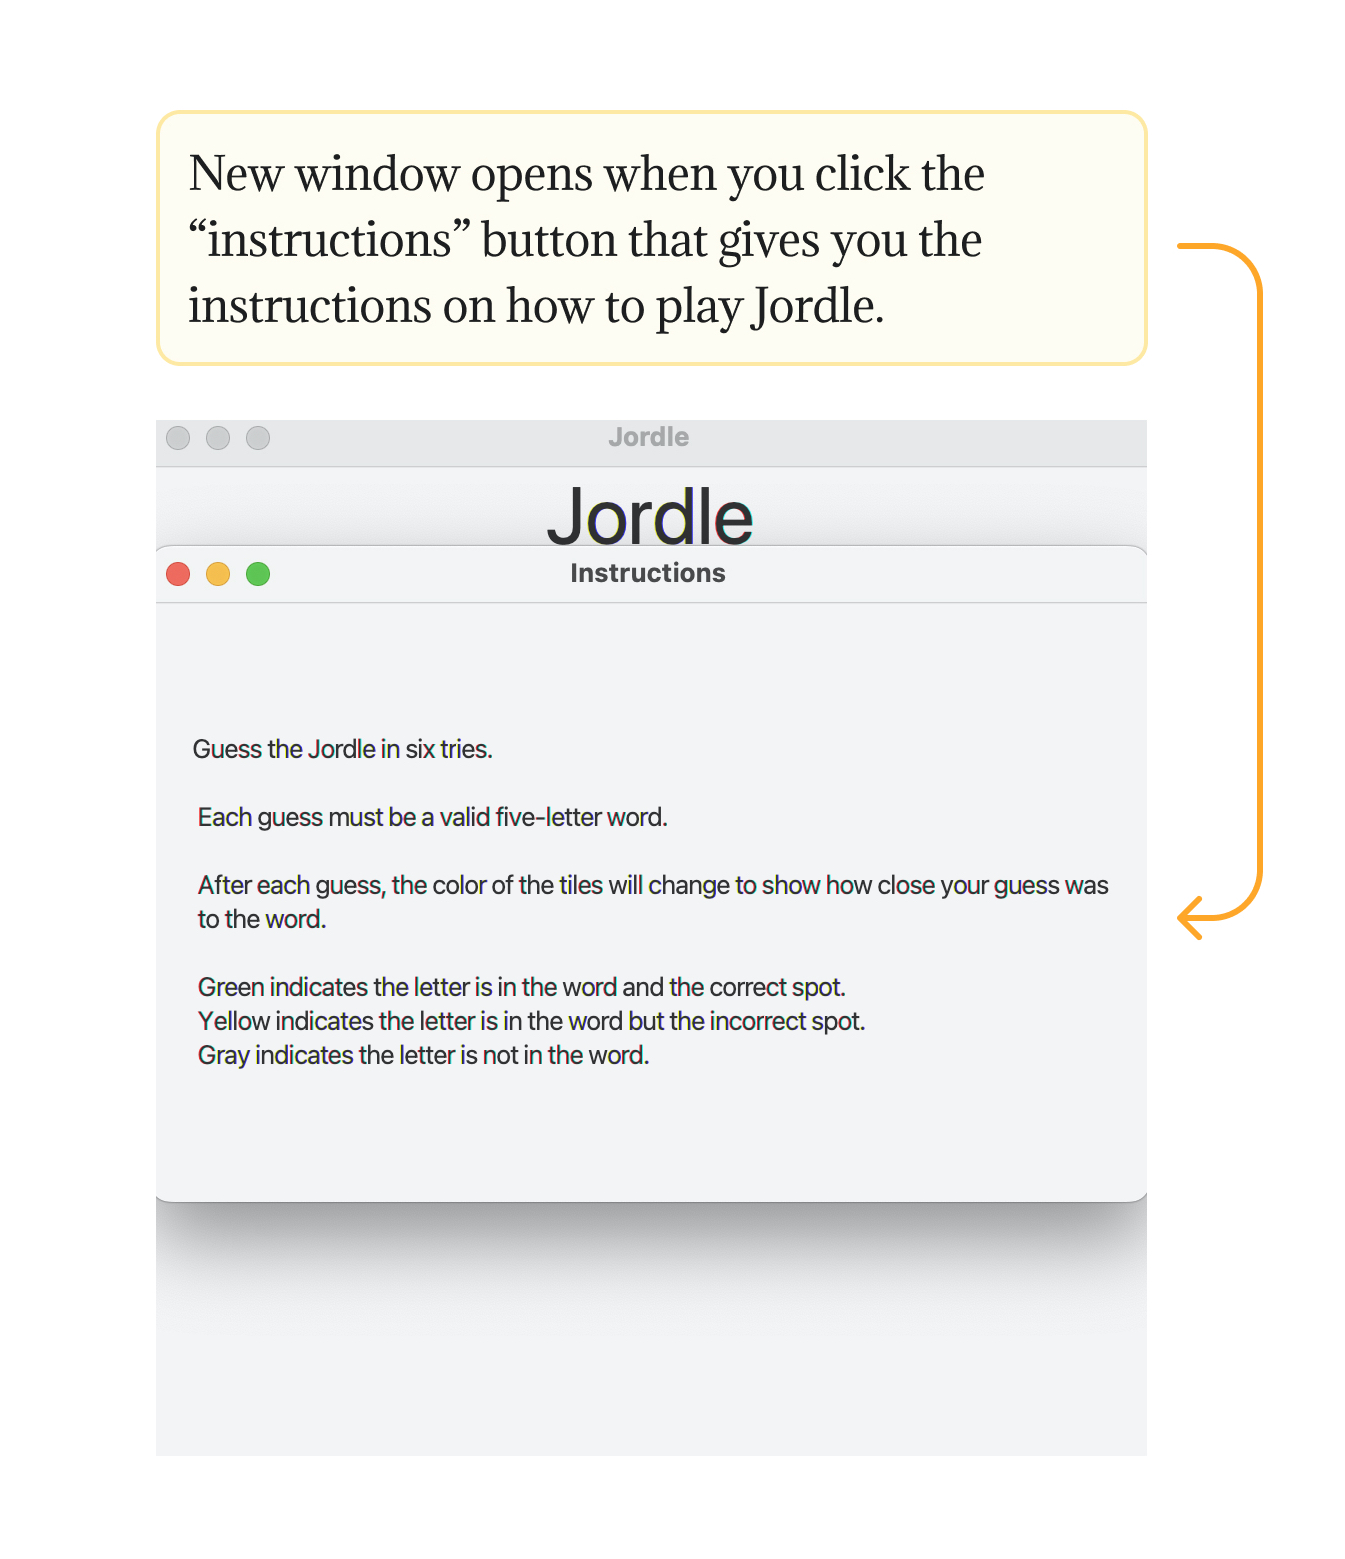 New window opens when you click the
“instructions” button that gives you the
instructions on how to play Jordle.
Jordle
Jordle
Instructions
Guess the Jordle in six tries.
Each guess must be a valid five-letter word.
After each guess, the color of the tiles will change to show how close your guess was
to the word.
Green indicates the letter is in the word and the correct spot.
Yellow indicates the letter is in the word but the incorrect spot.
Gray indicates the letter is not in the word.